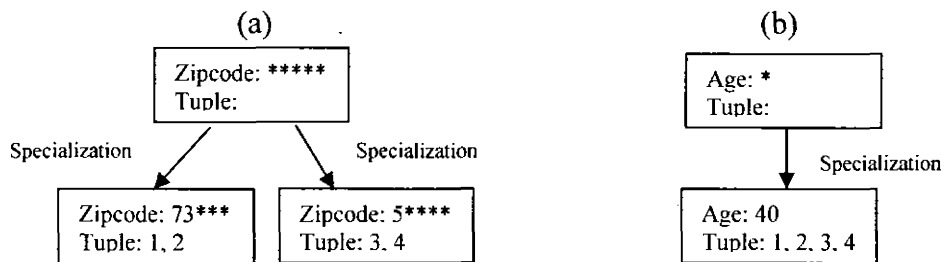 (a)
Zipcode: *****
Tuple:
Specialization
Specialization
Zipcode: 73***
Tuple: 1, 2
Zipcode: 5****
Tuple: 3, 4
(b)
Age: *
Tuple:
Specialization
Age: 40
Tuple: 1, 2, 3, 4